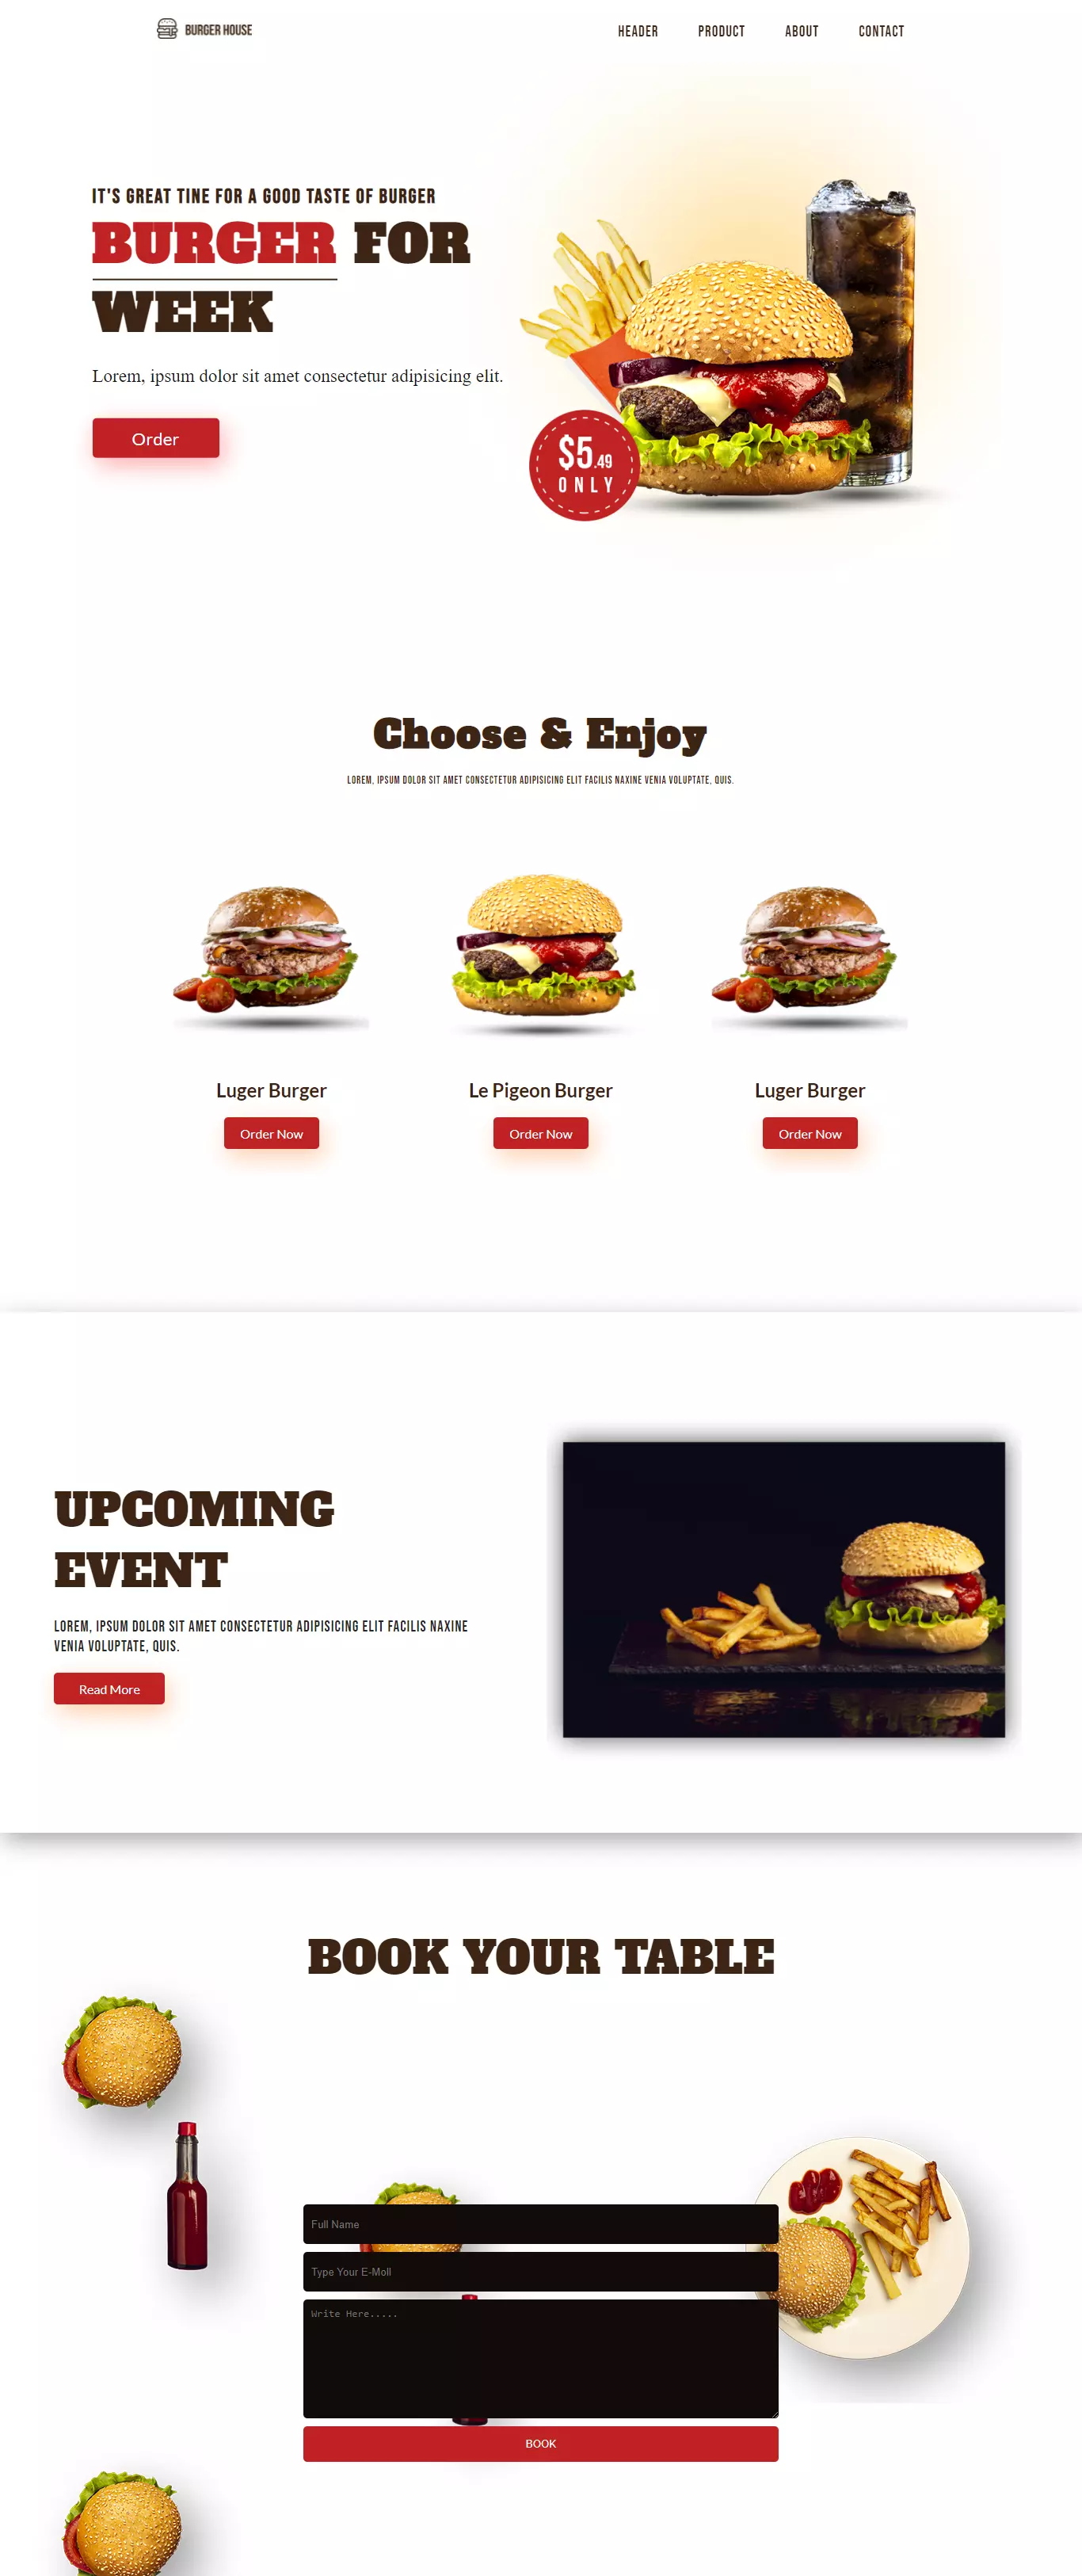 BURGER HOUSE
HEADER PRODUCT ABOUT CONTACT
IT'S GREAT TINE FOR A GOOD TASTE OF BURGER
BURGER FOR
WEEK
Lorem, ipsum dolor sit amet consectetur adipisicing elit.
Order
$5.49
ONLY
Choose & Enjoy
LOREM, IPSUM DOLOR SIT AMET CONSECTETUR ADIPISICING ELIT FACILIS NAXINE VENIA VOLUPTATE, QUIS.
Luger Burger
Le Pigeon Burger
Luger Burger
Order Now
Order Now
Order Now
UPCOMING
EVENT
LOREM, IPSUM DOLOR SIT AMET CONSECTETUR ADIPISICING ELIT FACILIS NAXINE
VENIA VOLUPTATE, QUIS.
Read More
BOOK YOUR TABLE
Full Name
Type Your E-Moll
Write Here.....
BOOK